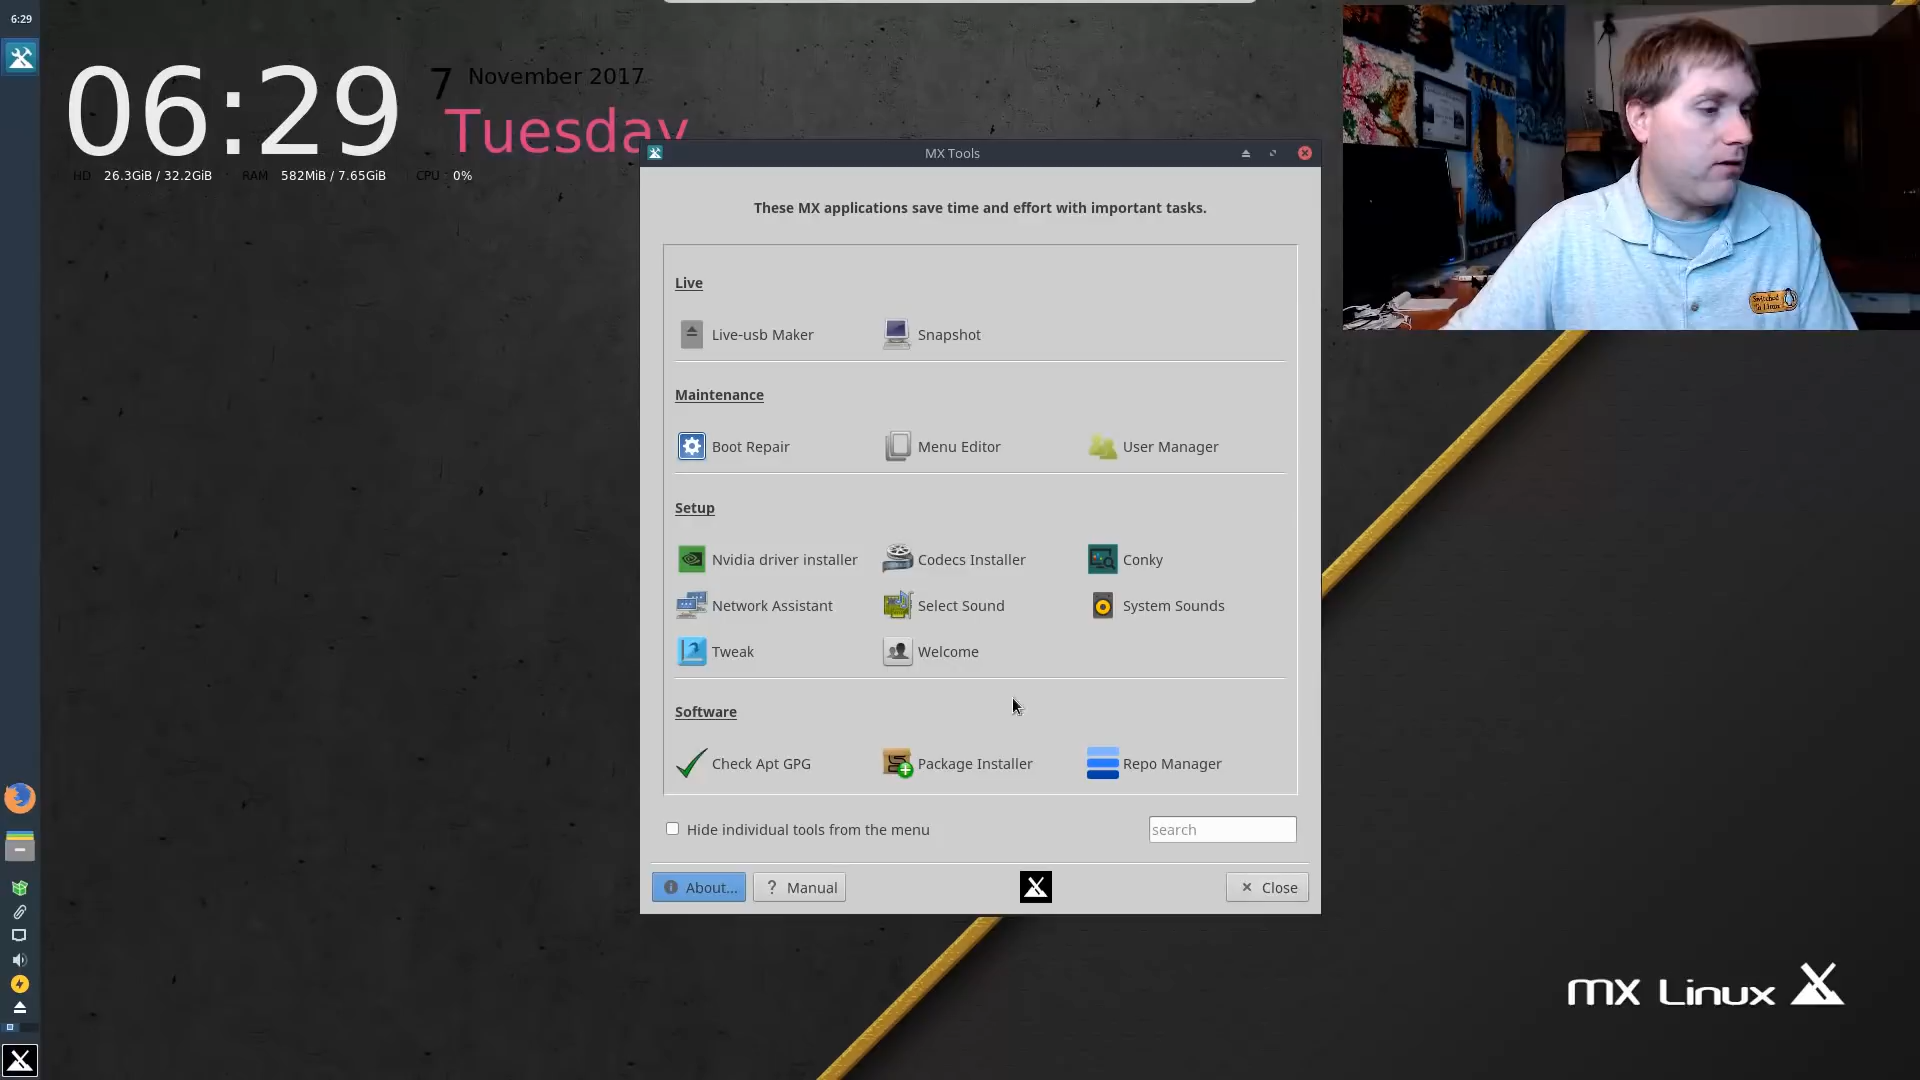 6:29
06:29
7 November 2017
Tuesday
HD 26.3GiB / 32.2GiB RAM 582MiB / 7.65GiB CPU 0%
MX Tools
These MX applications save time and effort with important tasks.
Live
Live-usb Maker Snapshot
Maintenance
Boot Repair Menu Editor User Manager
Setup
Nvidia driver installer Codecs Installer Conky
Network Assistant Select Sound System Sounds
Tweak Welcome
Software
Check Apt GPG Package Installer Repo Manager
Hide individual tools from the menu search
About... ? Manual Close
Switched
To Linux
mx Linux